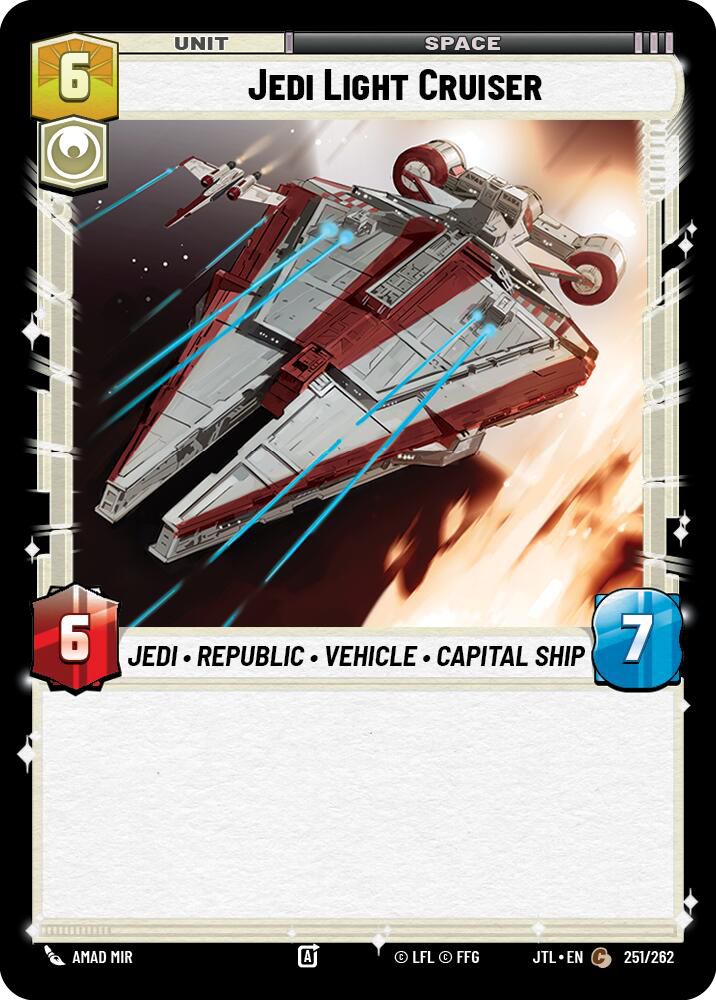 UNIT SPACE
6
JEDI LIGHT CRUISER
6
JEDI • REPUBLIC • VEHICLE • CAPITAL SHIP
7
AMAD MIR A © LFL © FFG JTL • EN C 251/262